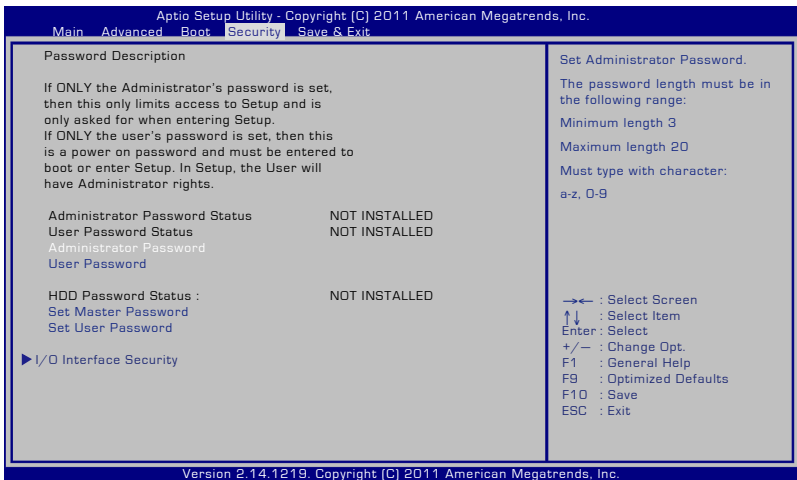 Aptio Setup Utility - Copyright (C) 2011 American Megatrends, Inc.
Main Advanced Boot Security Save & Exit
Password Description
If ONLY the Administrator's password is set,
then this only limits access to Setup and is
only asked for when entering Setup.
If ONLY the user's password is set, then this
is a power on password and must be entered to
boot or enter Setup. In Setup, the User will
have Administrator rights.
Administrator Password Status NOT INSTALLED
User Password Status NOT INSTALLED
Administrator Password
User Password
HDD Password Status : NOT INSTALLED
Set Master Password
Set User Password
I/O Interface Security
Set Administrator Password.
The password length must be in
the following range:
Minimum length 3
Maximum length 20
Must type with character:
a-z, 0-9
→← : Select Screen
↑↓ : Select Item
Enter : Select
+/— : Change Opt.
F1 : General Help
F9 : Optimized Defaults
F10 : Save
ESC : Exit
Version 2.14.1219. Copyright (C) 2011 American Megatrends, Inc.